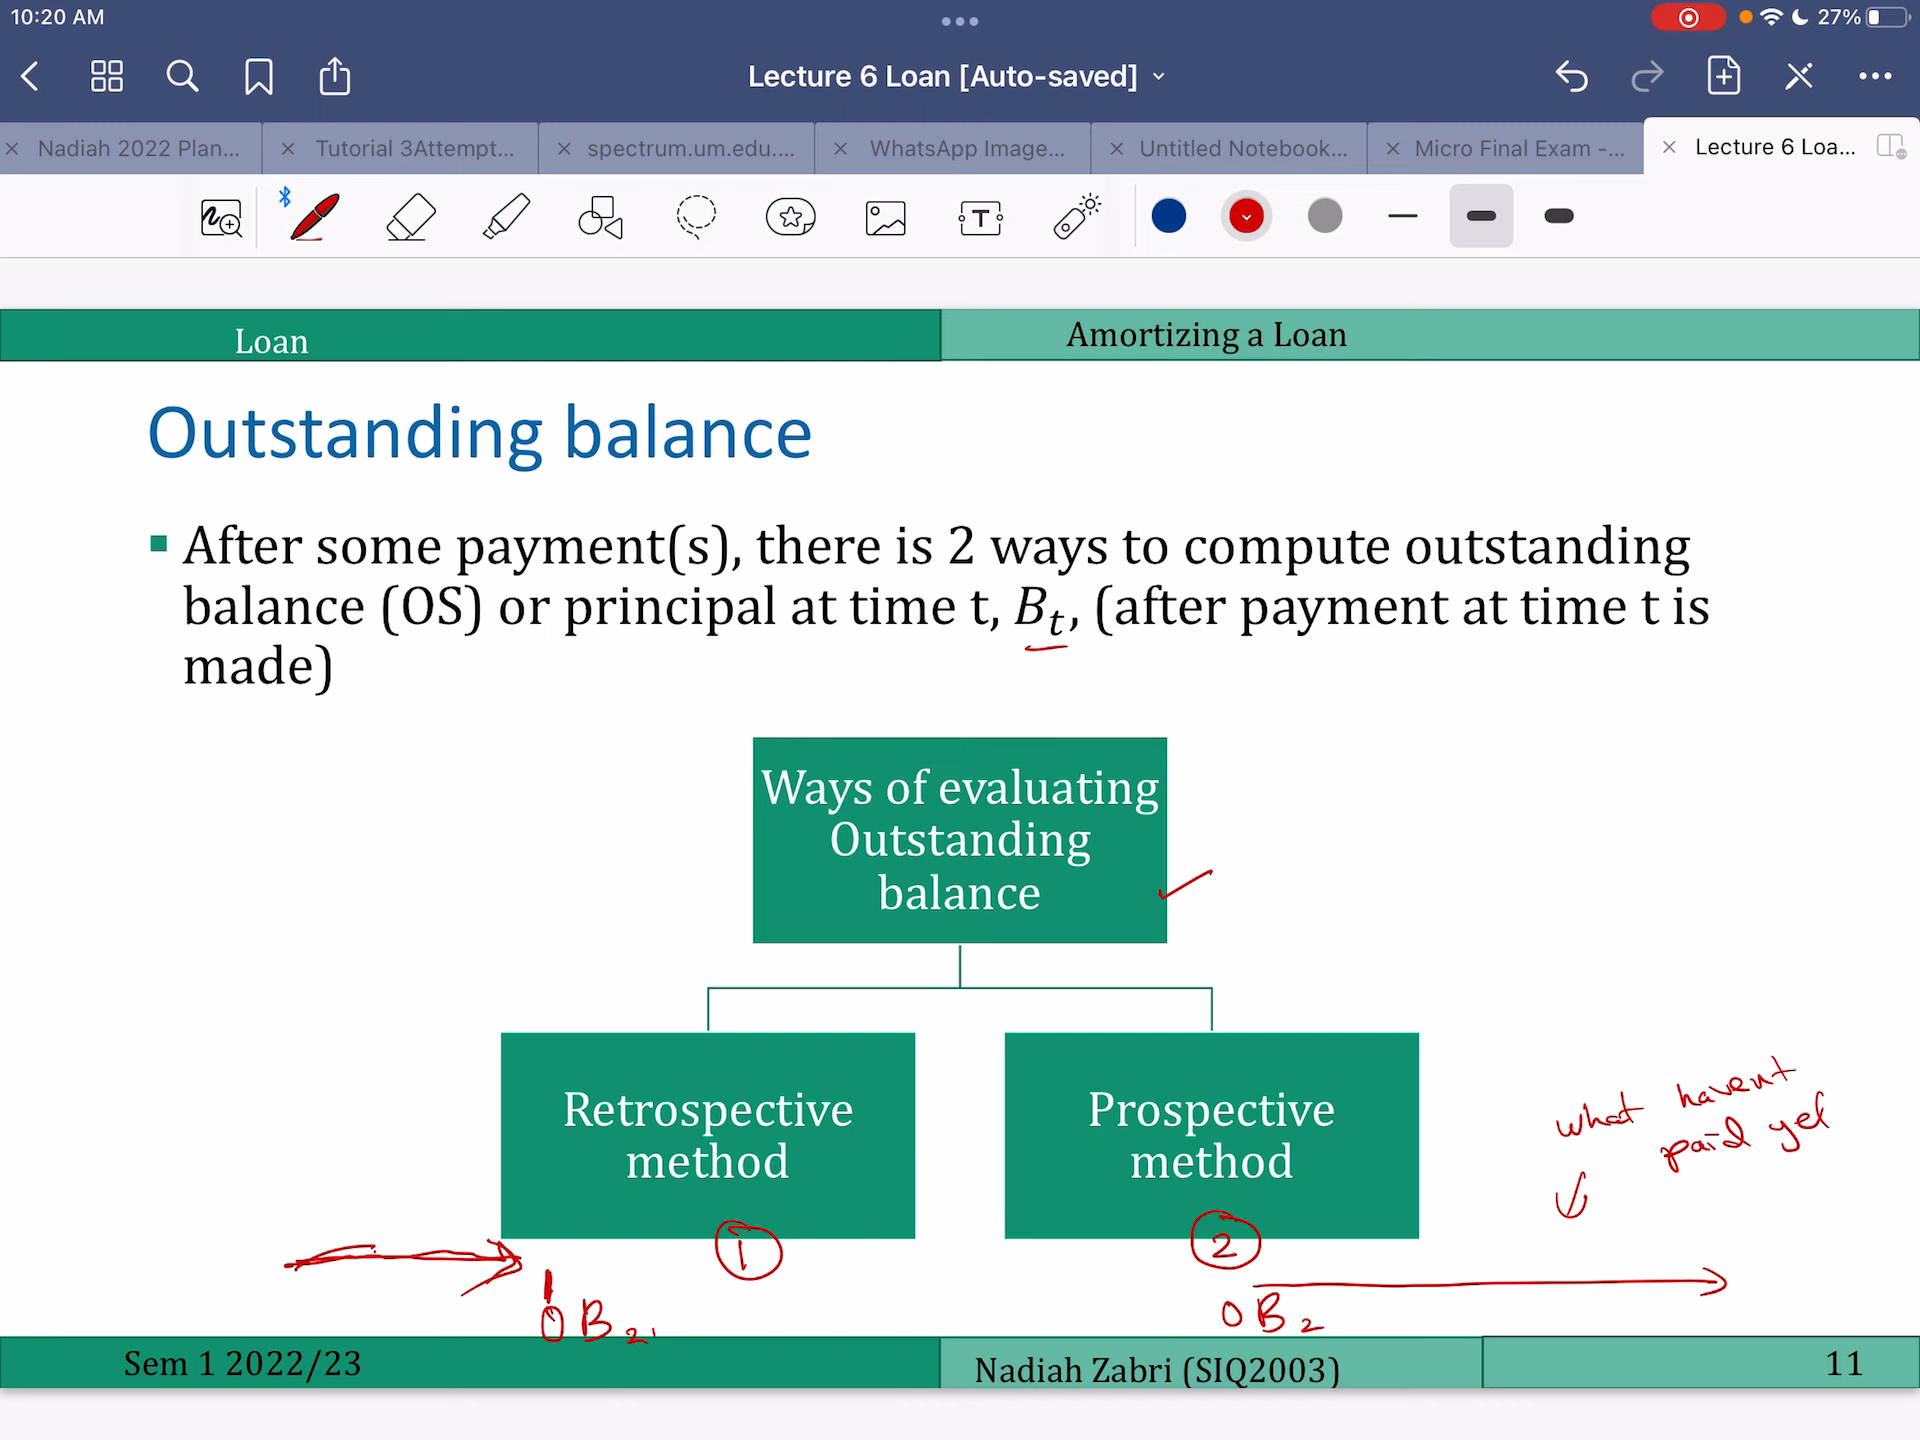 10:20 AM
27%
Lecture 6 Loan [Auto-saved]
Nadiah 2022 Plan...
Tutorial 3Attempt...
spectrum.um.edu....
WhatsApp Image...
Untitled Notebook...
Micro Final Exam -...
Lecture 6 Loa...
T
Loan
Amortizing a Loan
Outstanding balance
▪ After some payment(s), there is 2 ways to compute outstanding
balance (OS) or principal at time t, Bₜ, (after payment at time t is
made)
Ways of evaluating
Outstanding
balance
Retrospective
method
Prospective
method
what havent
paid yet
1
2
OB₂
OB₂
Sem 1 2022/23
Nadiah Zabri (SIQ2003)
11